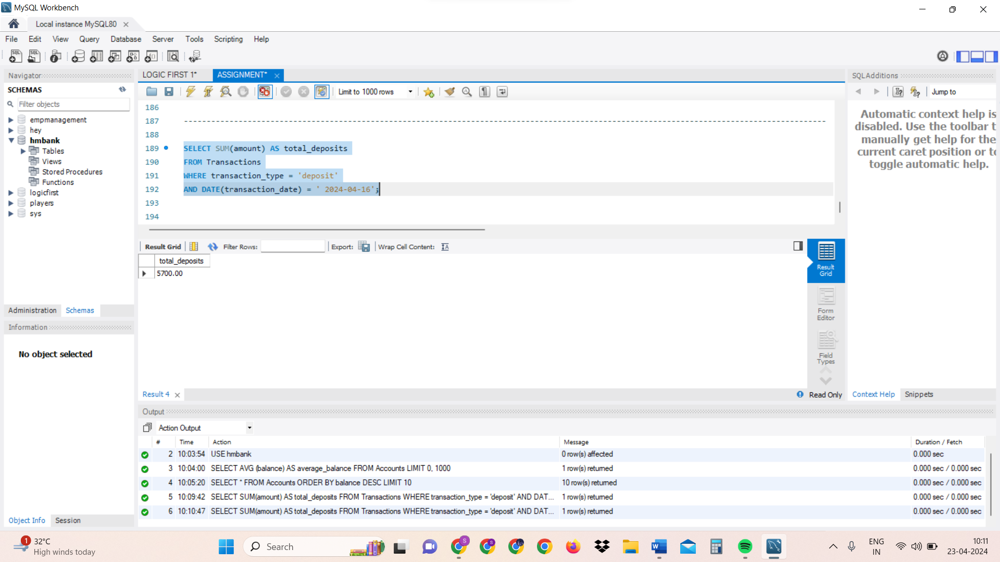 MySQL Workbench
Local instance MySQL80
File Edit View Query Database Server Tools Scripting Help
Navigator
SCHEMAS
Filter objects
empmanagement
hey
hmbank
Tables
Views
Stored Procedures
Functions
logicfirst
players
sys
Administration Schemas
Information
No object selected
Object Info Session
LOGIC FIRST 1* ASSIGNMENT*
Limit to 1000 rows
186
187 --------------------------------------------------------------------------------------------------------------------------------------------
188
189 SELECT SUM(amount) AS total_deposits
190 FROM Transactions
191 WHERE transaction_type = 'deposit'
192 AND DATE(transaction_date) = ' 2024-04-16';
193
194
Result Grid Filter Rows: Export: Wrap Cell Content:
total_deposits
5700.00
Result Grid
Form Editor
Field Types
Result 4 Read Only
SQLAdditions
Jump to
Automatic context help is
disabled. Use the toolbar t
manually get help for the
current caret position or to
toggle automatic help.
Context Help Snippets
Output
Action Output
# Time Action Message Duration / Fetch
2 10:03:54 USE hmbank 0 row(s) affected 0.000 sec
3 10:04:00 SELECT AVG (balance) AS average_balance FROM Accounts LIMIT 0, 1000 1 row(s) returned 0.000 sec / 0.000 sec
4 10:05:20 SELECT * FROM Accounts ORDER BY balance DESC LIMIT 10 10 row(s) returned 0.000 sec / 0.000 sec
5 10:09:42 SELECT SUM(amount) AS total_deposits FROM Transactions WHERE transaction_type = 'deposit' AND DAT... 1 row(s) returned 0.000 sec / 0.000 sec
6 10:10:47 SELECT SUM(amount) AS total_deposits FROM Transactions WHERE transaction_type = 'deposit' AND DAT... 1 row(s) returned 0.000 sec / 0.000 sec
1 32°C
High winds today
Search
ENG
IN
10:11
23-04-2024